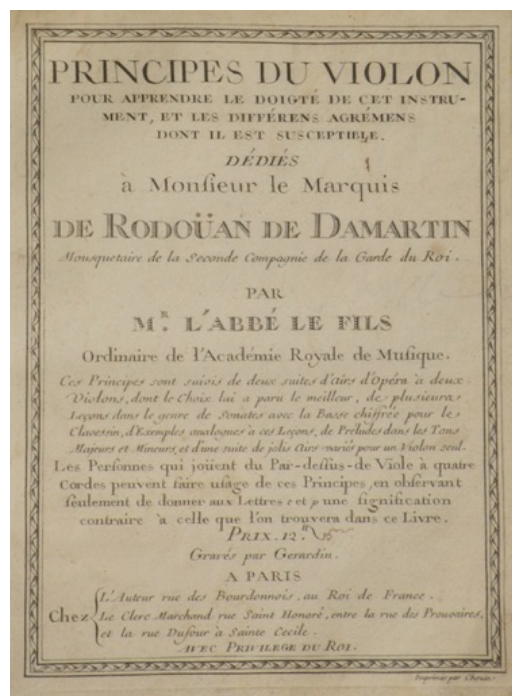 PRINCIPES DU VIOLON
POUR APPRENDRE LE DOIGTÉ DE CET INSTRU-
MENT, ET LES DIFFÉRENS AGRÉMENS
DONT IL EST SUSCEPTIBLE.
DÉDIÉS
à Monſieur le Marquis
DE RODOÜAN DE DAMARTIN
Mousquetaire de la Seconde Compagnie de la Garde du Roi.
PAR
MR. L'ABBÉ LE FILS
Ordinaire de l'Académie Royale de Muſique.
Ces Principes sont suivis de deux suites d'airs d'Opéra à deux
Violons, dont le Choix lui a paru le meilleur, de plusieurs
Leçons dans le genre de Sonates avec la Basse chiffrée pour le
Clavessin, d'Exemples analogues à ces Leçons, de Préludes dans les Tons
Majeurs et Mineurs, et d'une suite de jolis Airs variés pour un Violon seul.
Les Perſonnes qui joüent du Par-deſſus-de Viole à quatre
Cordes peuvent faire uſage de ces Principes, en obſervant
ſeulement de donner aux Lettres t et p une ſignification
contraire à celle que l'on trouvera dans ce Livre.
PRIX. 12.tt
Gravés par Gerardin.
A PARIS
Chez
L'Auteur rue des Bourdonnois, au Roi de France.
Le Clerc Marchand rue Saint Honoré, entre la rue des Prouvaires,
et la rue Dufour à Sainte Cecile.
AVEC PRIVILEGE DU ROI.
Imprimés par